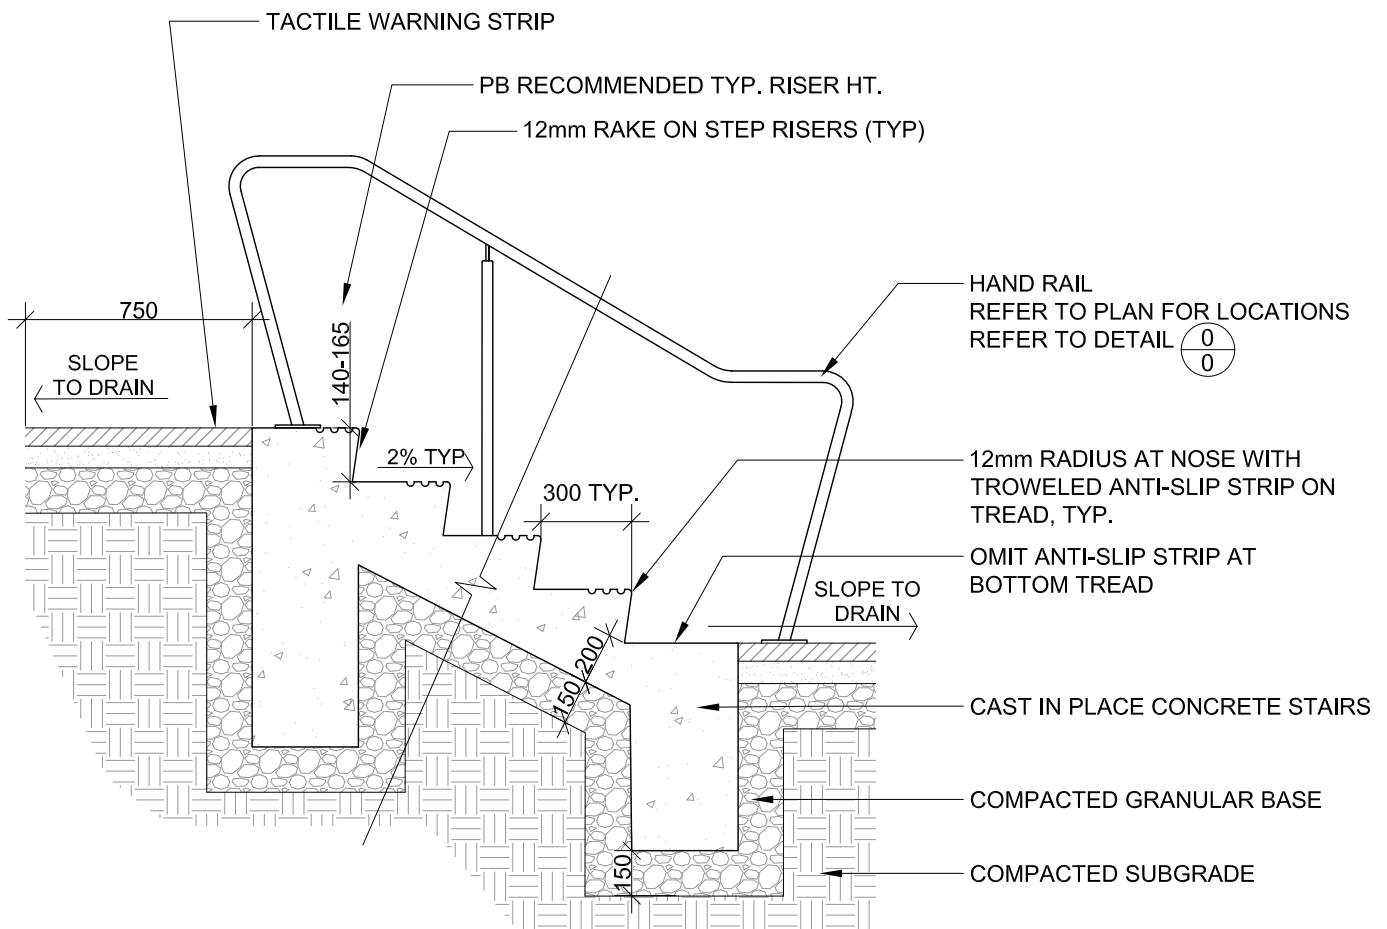 TACTILE WARNING STRIP
PB RECOMMENDED TYP. RISER HT.
12mm RAKE ON STEP RISERS (TYP)
HAND RAIL
REFER TO PLAN FOR LOCATIONS
REFER TO DETAIL 0
0
750
SLOPE
TO DRAIN
140-165
2% TYP
300 TYP.
12mm RADIUS AT NOSE WITH
TROWELED ANTI-SLIP STRIP ON
TREAD, TYP.
OMIT ANTI-SLIP STRIP AT
BOTTOM TREAD
SLOPE TO
DRAIN
200
150
CAST IN PLACE CONCRETE STAIRS
COMPACTED GRANULAR BASE
150
COMPACTED SUBGRADE